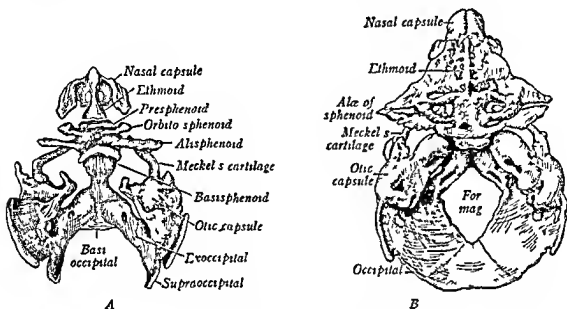 Nasal capsule
Ethmoid
Presphenoid
Orbito sphenoid
Alisphenoid
Meckel s cartilage
Basisphenoid
Otic capsule
Exoccipital
Supraoccipital
Basi
occipital
A
Nasal capsule
Ethmoid
Alæ of
sphenoid
Meckel s
cartilage
Otic
capsule
For
mag
Occipital
B